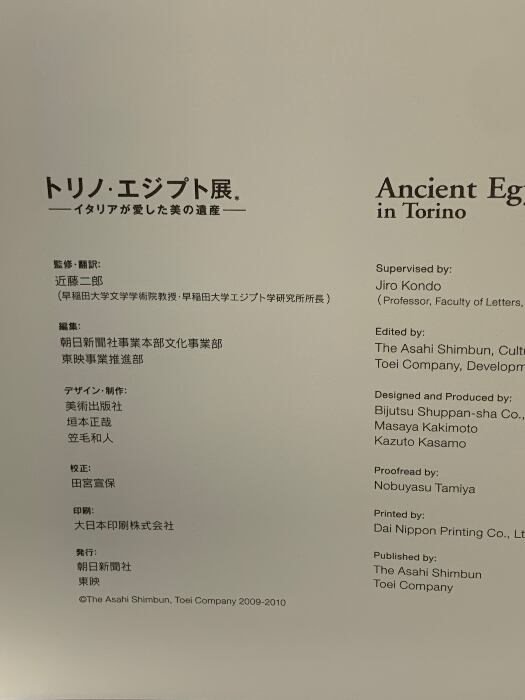 トリノ・エジプト展。
── イタリアが愛した美の遺産 ──
監修・翻訳:
近藤二郎
(早稲田大学文学学術院教授・早稲田大学エジプト学研究所所長)
編集:
朝日新聞社事業本部文化事業部
東映事業推進部
デザイン・制作:
美術出版社
垣本正哉
笠毛和人
校正:
田宮宣保
印刷:
大日本印刷株式会社
発行:
朝日新聞社
東映
©The Asahi Shimbun, Toei Company 2009-2010
Ancient
in Torino
Supervised by:
Jiro Kondo
(Professor, Faculty of Letters,
Edited by:
The Asahi Shimbun,
Toei Company,
Designed and Produced by:
Bijutsu Shuppan-sha Co.,
Masaya Kakimoto
Kazuto Kasamo
Proofread by:
Nobuyasu Tamiya
Printed by:
Dai Nippon Printing Co.,
Published by:
The Asahi Shimbun
Toei Company